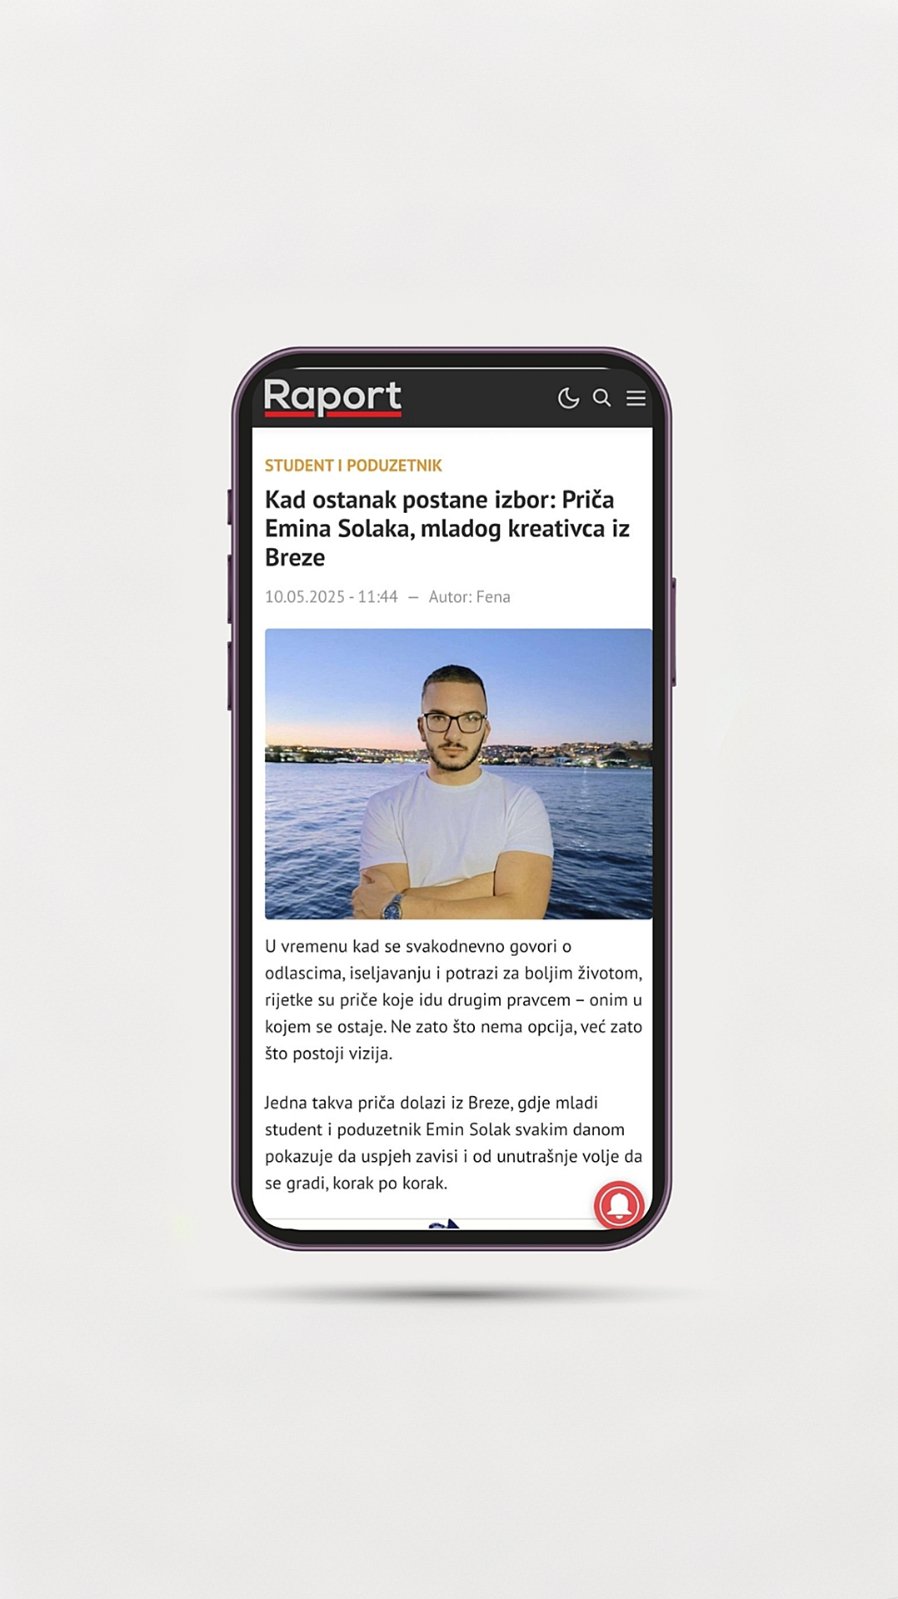 Raport
STUDENT I PODUZETNIK
Kad ostanak postane izbor: Priča
Emina Solaka, mladog kreativca iz
Breze
10.05.2025 - 11:44 — Autor: Fena
U vremenu kad se svakodnevno govori o
odlascima, iseljavanju i potrazi za boljim životom,
rijetke su priče koje idu drugim pravcem – onim u
kojem se ostaje. Ne zato što nema opcija, već zato
što postoji vizija.
Jedna takva priča dolazi iz Breze, gdje mladi
student i poduzetnik Emin Solak svakim danom
pokazuje da uspjeh zavisi i od unutrašnje volje da
se gradi, korak po korak.